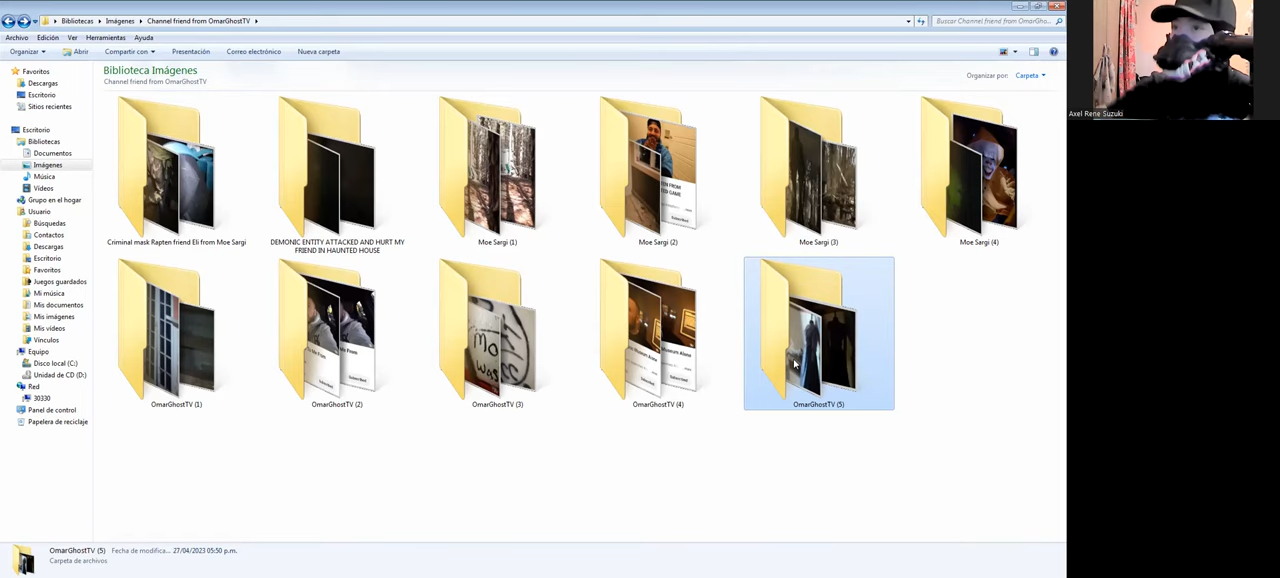 Bibliotecas ▸ Imágenes ▸ Channel friend from OmarGhostTV ▸
Buscar Channel friend from OmarGho...
Archivo Edición Ver Herramientas Ayuda
Organizar Abrir Compartir con Presentación Correo electrónico Nueva carpeta
Favoritos
Descargas
Escritorio
Sitios recientes
Escritorio
Bibliotecas
Documentos
Imágenes
Música
Vídeos
Grupo en el hogar
Usuario
Búsquedas
Contactos
Descargas
Escritorio
Favoritos
Juegos guardados
Mi música
Mis documentos
Mis imágenes
Mis vídeos
Vínculos
Equipo
Disco local (C:)
Unidad de CD (D:)
Red
30330
Panel de control
Papelera de reciclaje
Biblioteca Imágenes
Channel friend from OmarGhostTV
Organizar por: Carpeta
Criminal mask Rapten friend Eli from Moe Sargi
DEMONIC ENTITY ATTACKED AND HURT MY
FRIEND IN HAUNTED HOUSE
Moe Sargi (1)
Moe Sargi (2)
Moe Sargi (3)
Moe Sargi (4)
OmarGhostTV (1)
OmarGhostTV (2)
OmarGhostTV (3)
OmarGhostTV (4)
OmarGhostTV (5)
OmarGhostTV (5) Fecha de modifica... 27/04/2023 05:50 p.m.
Carpeta de archivos
Axel Rene Suzuki